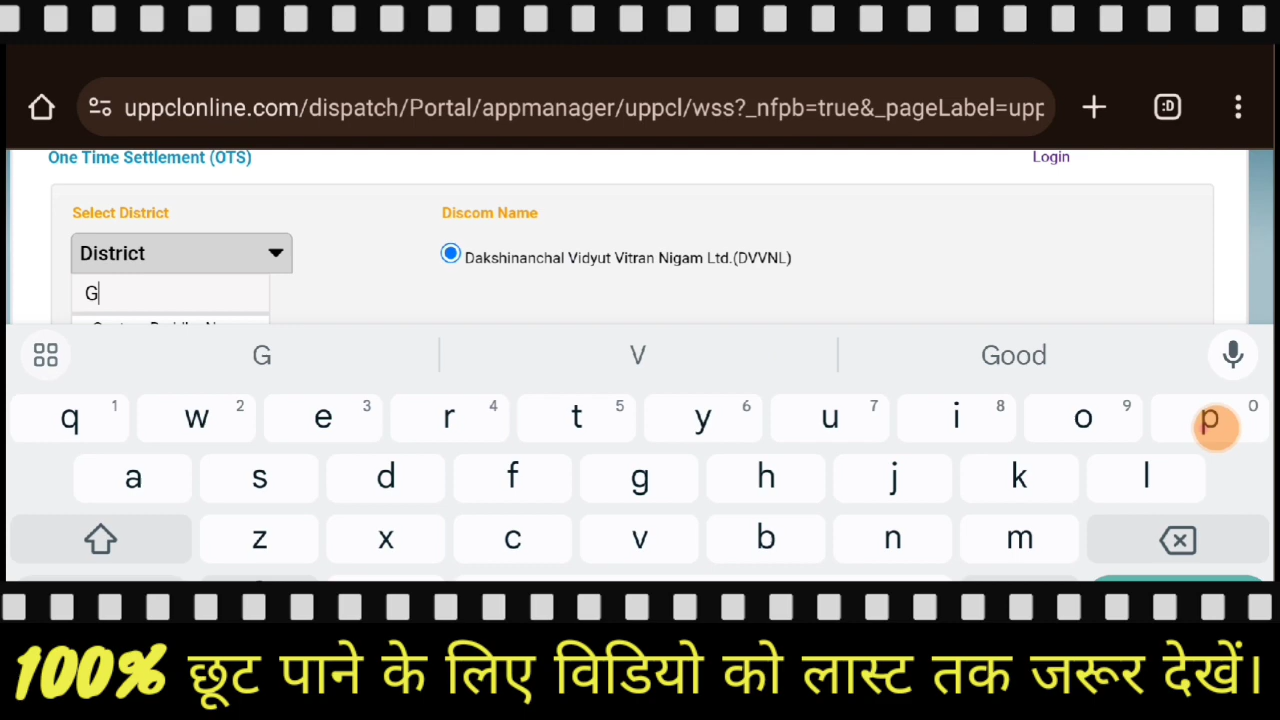 uppclonline.com/dispatch/Portal/appmanager/uppcl/wss?_nfpb=true&_pageLabel=upp
:D
One Time Settlement (OTS)
Login
Select District
Discom Name
District
Dakshinanchal Vidyut Vitran Nigam Ltd.(DVVNL)
G
G V Good
q 1 w 2 e 3 r 4 t 5 y 6 u 7 i 8 o 9 p 0
a s d f g h j k l
z x c v b n m
100% छूट पाने के लिए विडियो को लास्ट तक जरूर देखें।